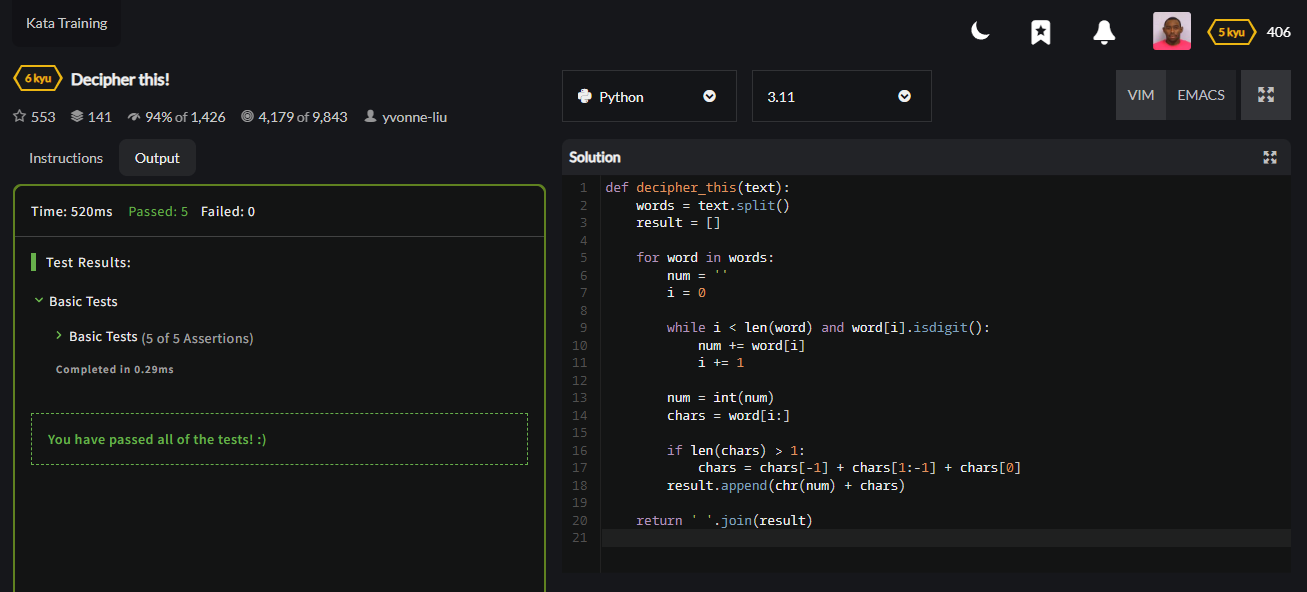 Kata Training
5 kyu 406
6 kyu Decipher this!
553 141 94% of 1,426 4,179 of 9,843 yvonne-liu
Instructions Output
Time: 520ms Passed: 5 Failed: 0
Test Results:
Basic Tests
Basic Tests (5 of 5 Assertions)
Completed in 0.29ms
You have passed all of the tests! :)
Python 3.11 VIM EMACS
Solution
1 def decipher_this(text):
2     words = text.split()
3     result = []
4
5     for word in words:
6         num = ''
7         i = 0
8
9         while i < len(word) and word[i].isdigit():
10             num += word[i]
11             i += 1
12
13         num = int(num)
14         chars = word[i:]
15
16         if len(chars) > 1:
17             chars = chars[-1] + chars[1:-1] + chars[0]
18         result.append(chr(num) + chars)
19
20     return ' '.join(result)
21